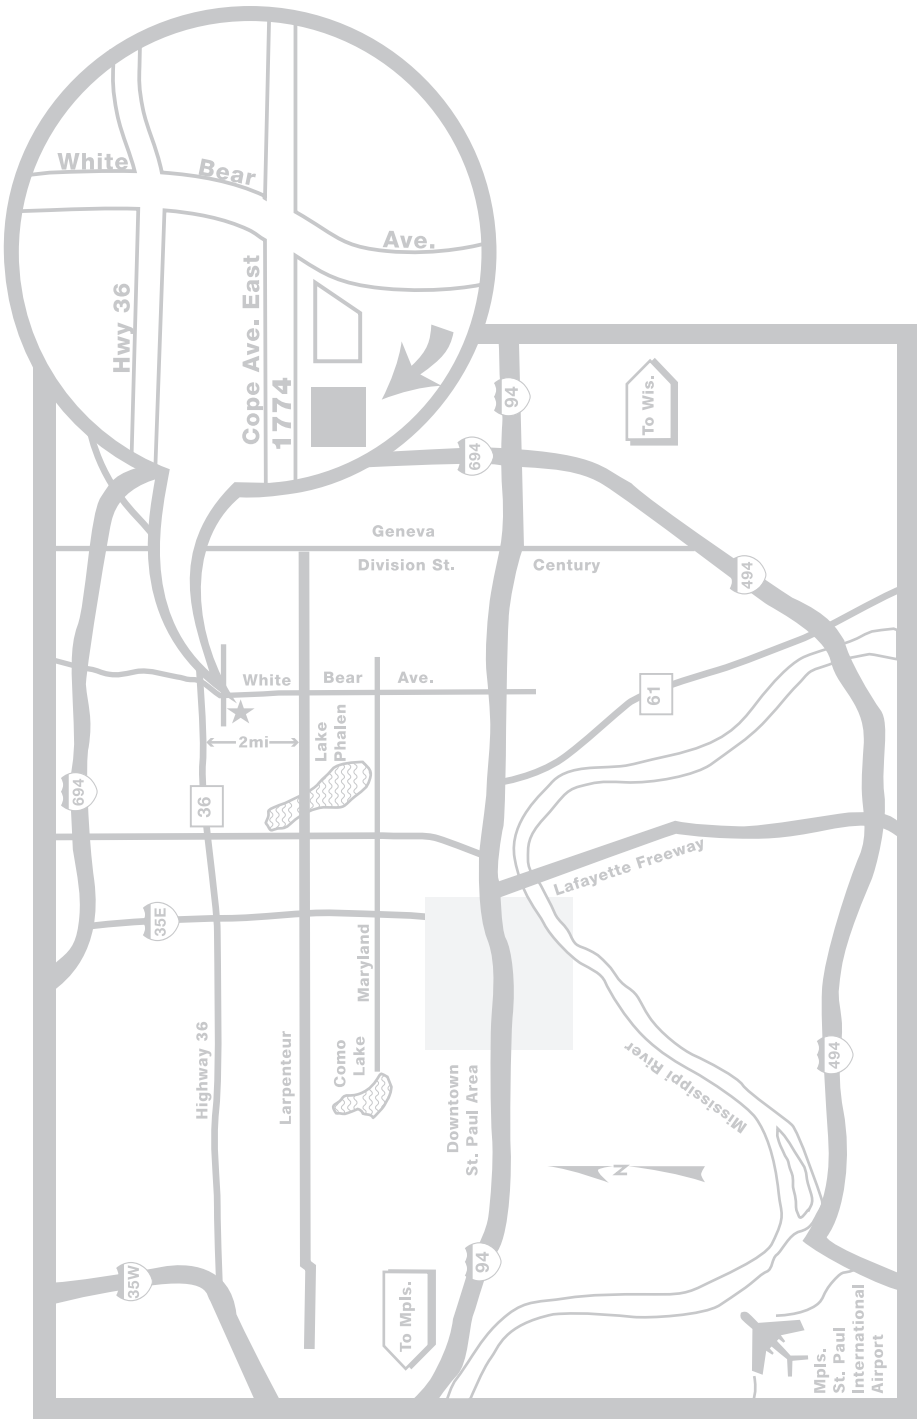 White
Bear
Ave.
Hwy 36
Cope Ave. East
1774
94
To Wis.
694
Geneva
Division St.
Century
494
White
Bear
Ave.
61
2mi
Lake
Phalen
694
36
Lafayette Freeway
35E
Maryland
Highway 36
Larpenteur
Como
Lake
Downtown
St. Paul Area
Mississippi River
494
N
35W
94
To Mpls.
Mpls.
St. Paul
International
Airport